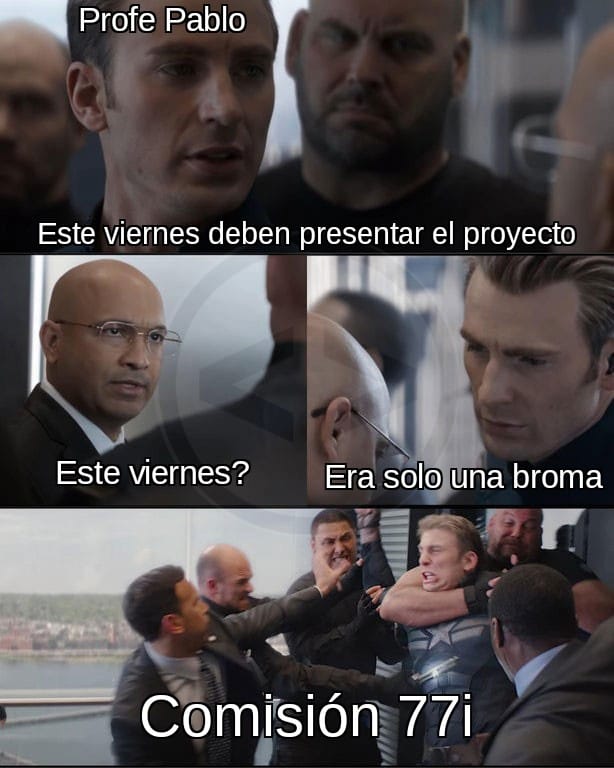 Profe Pablo
Este viernes deben presentar el proyecto
Este viernes?
Era solo una broma
Comisión 77i